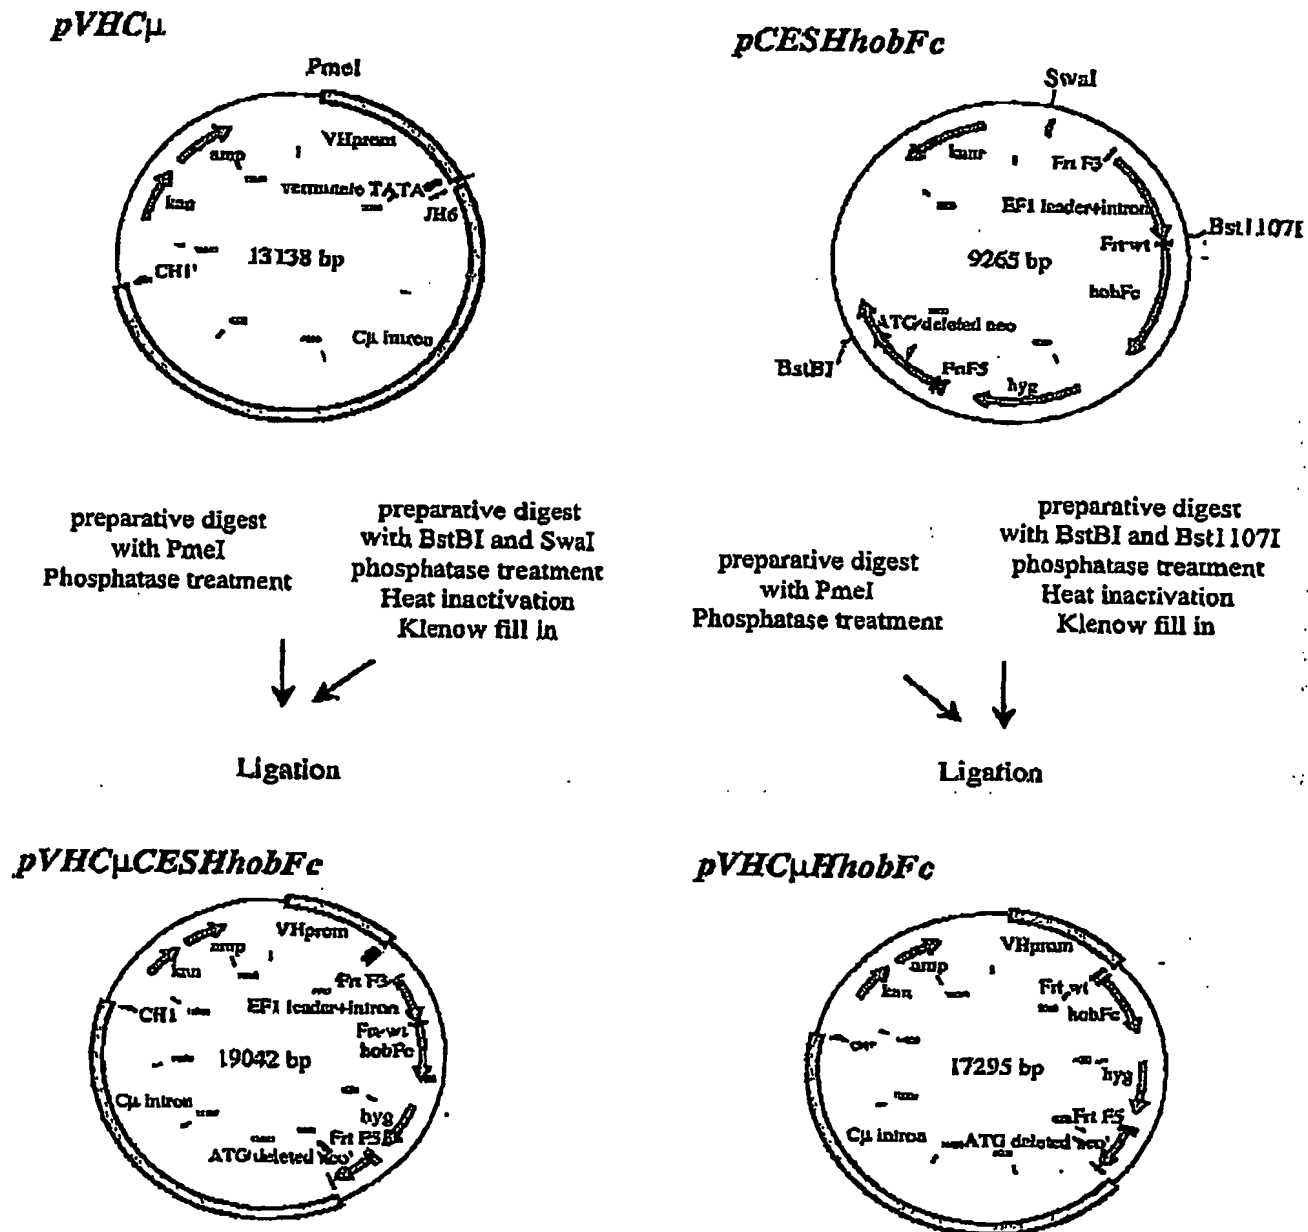 pVHCμ
PmeI
VHprom
amp
kan
TATA
JH6
13138 bp
CH1'
Cμ intron
pCESHhobFc
SwaI
Frt F3
EF1 leader+intron
Bst1107I
Frt wt
9265 bp
hobFc
ATG deleted neo
BstBI
Frt F5
hyg
preparative digest
with PmeI
Phosphatase treatment
preparative digest
with BstBI and SwaI
phosphatase treatment
Heat inactivation
Klenow fill in
preparative digest
with PmeI
Phosphatase treatment
preparative digest
with BstBI and Bst1107I
phosphatase treatment
Heat inactivation
Klenow fill in
Ligation
Ligation
pVHCμCESHhobFc
VHprom
amp
kan
Frt F3
CH1
EF1 leader+intron
Frt wt
hobFc
19042 bp
Cμ intron
hyg
Frt F5
ATG deleted neo'
pVHCμHhobFc
VHprom
amp
kan
Frt wt
hobFc
17295 bp
hyg
Frt F5
Cμ intron
ATG deleted neo'